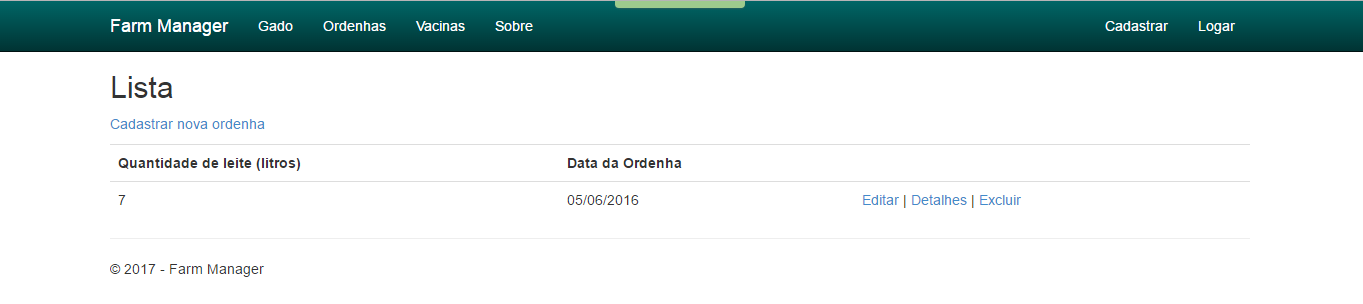 Farm Manager Gado Ordenhas Vacinas Sobre Cadastrar Logar
Lista
Cadastrar nova ordenha
Quantidade de leite (litros) Data da Ordenha
7 05/06/2016 Editar | Detalhes | Excluir
© 2017 - Farm Manager